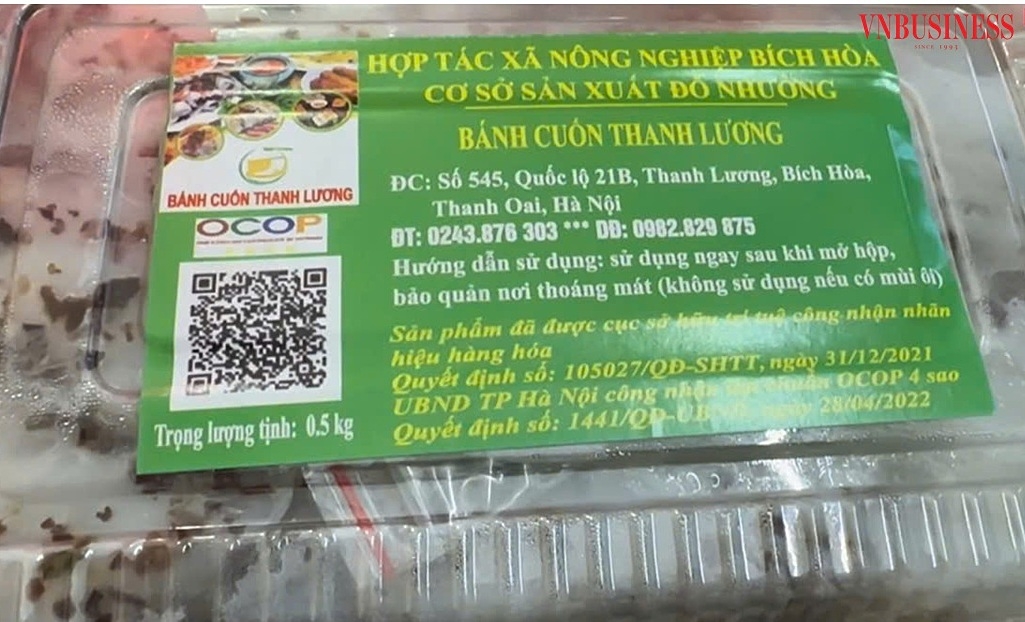 VNBUSINESS
SINCE 1995
HỢP TÁC XÃ NÔNG NGHIỆP BÍCH HÒA
CƠ SỞ SẢN XUẤT ĐỖ NHƯỜNG
BÁNH CUỐN THANH LƯƠNG
ĐC: Số 545, Quốc lộ 21B, Thanh Lương, Bích Hòa,
Thanh Oai, Hà Nội
ĐT: 0243.876 303 *** DĐ: 0982.829 875
Hướng dẫn sử dụng: sử dụng ngay sau khi mở hộp,
bảo quản nơi thoáng mát (không sử dụng nếu có mùi ôi)
Sản phẩm đã được cục sở hữu trí tuệ công nhận nhãn
hiệu hàng hóa
Quyết định số: 105027/QĐ-SHTT, ngày 31/12/2021
UBND TP Hà Nội công nhận đạt chuẩn OCOP 4 sao
Quyết định số: 1441/QĐ-UBND, ngày 28/04/2022
BÁNH CUỐN THANH LƯƠNG
OCOP
Trọng lượng tịnh: 0,5 kg